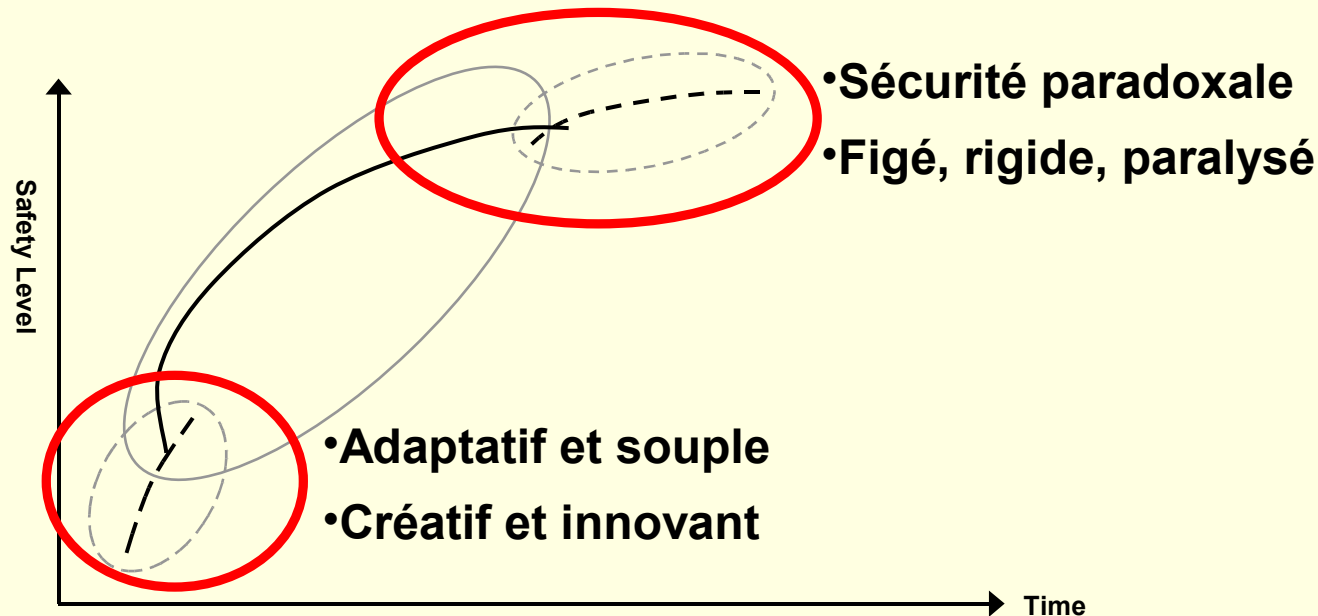 •Sécurité paradoxale
•Figé, rigide, paralysé
Safety Level
•Adaptatif et souple
•Créatif et innovant
Time